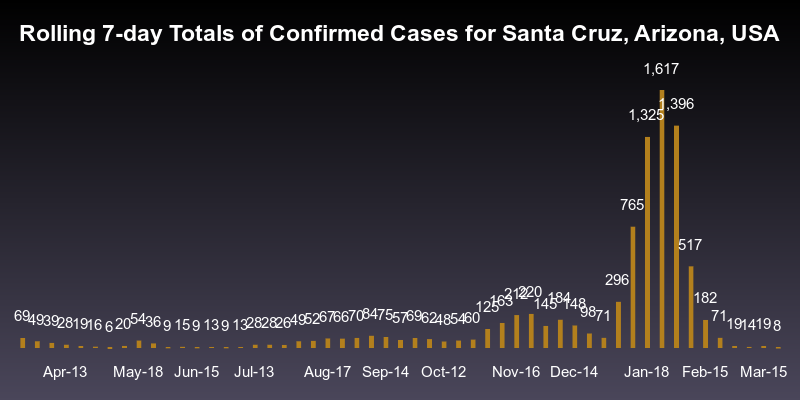 Rolling 7-day Totals of Confirmed Cases for Santa Cruz, Arizona, USA
69 49 39 28 19 16 6 20 54 36 9 15 9 13 9 13 28 28 26 49 52 67 66 70 84 75 57 69 62 48 54 60 125 163 212 220 145 184 148 98 71 296 765 1,325 1,617 1,396 517 182 71 19 14 19 8
Apr-13 May-18 Jun-15 Jul-13 Aug-17 Sep-14 Oct-12 Nov-16 Dec-14 Jan-18 Feb-15 Mar-15